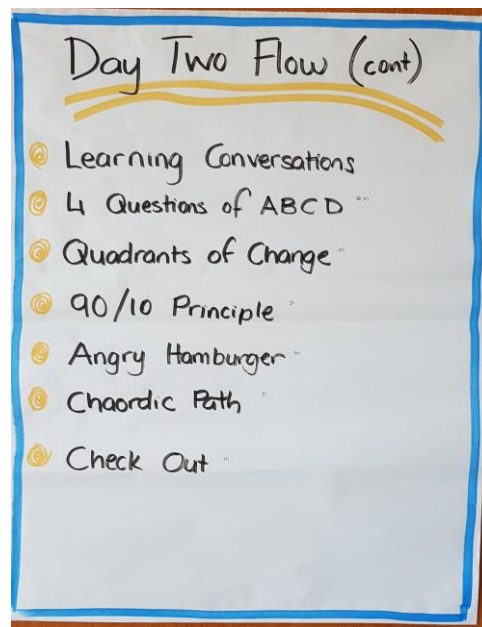 Day Two Flow (cont)
Learning Conversations
4 Questions of ABCD
Quadrants of Change
90/10 Principle
Angry Hamburger
Chaordic Path
Check Out